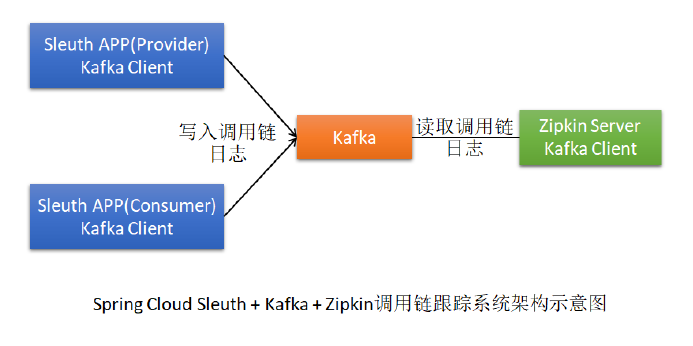 Sleuth APP(Provider)
Kafka Client
写入调用链
日志
Kafka
读取调用链
日志
Zipkin Server
Kafka Client
Sleuth APP(Consumer)
Kafka Client
Spring Cloud Sleuth + Kafka + Zipkin调用链跟踪系统架构示意图